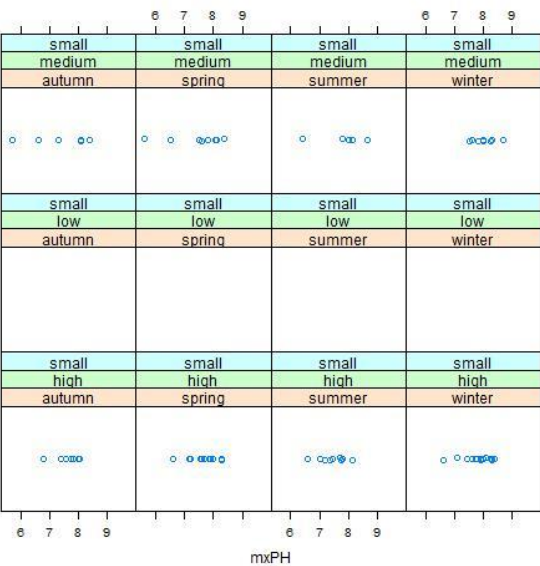 6 7 8 9 6 7 8 9
small small small small
medium medium medium medium
autumn spring summer winter
small small small small
low low low low
autumn spring summer winter
small small small small
high high high high
autumn spring summer winter
6 7 8 9 6 7 8 9
mxPH